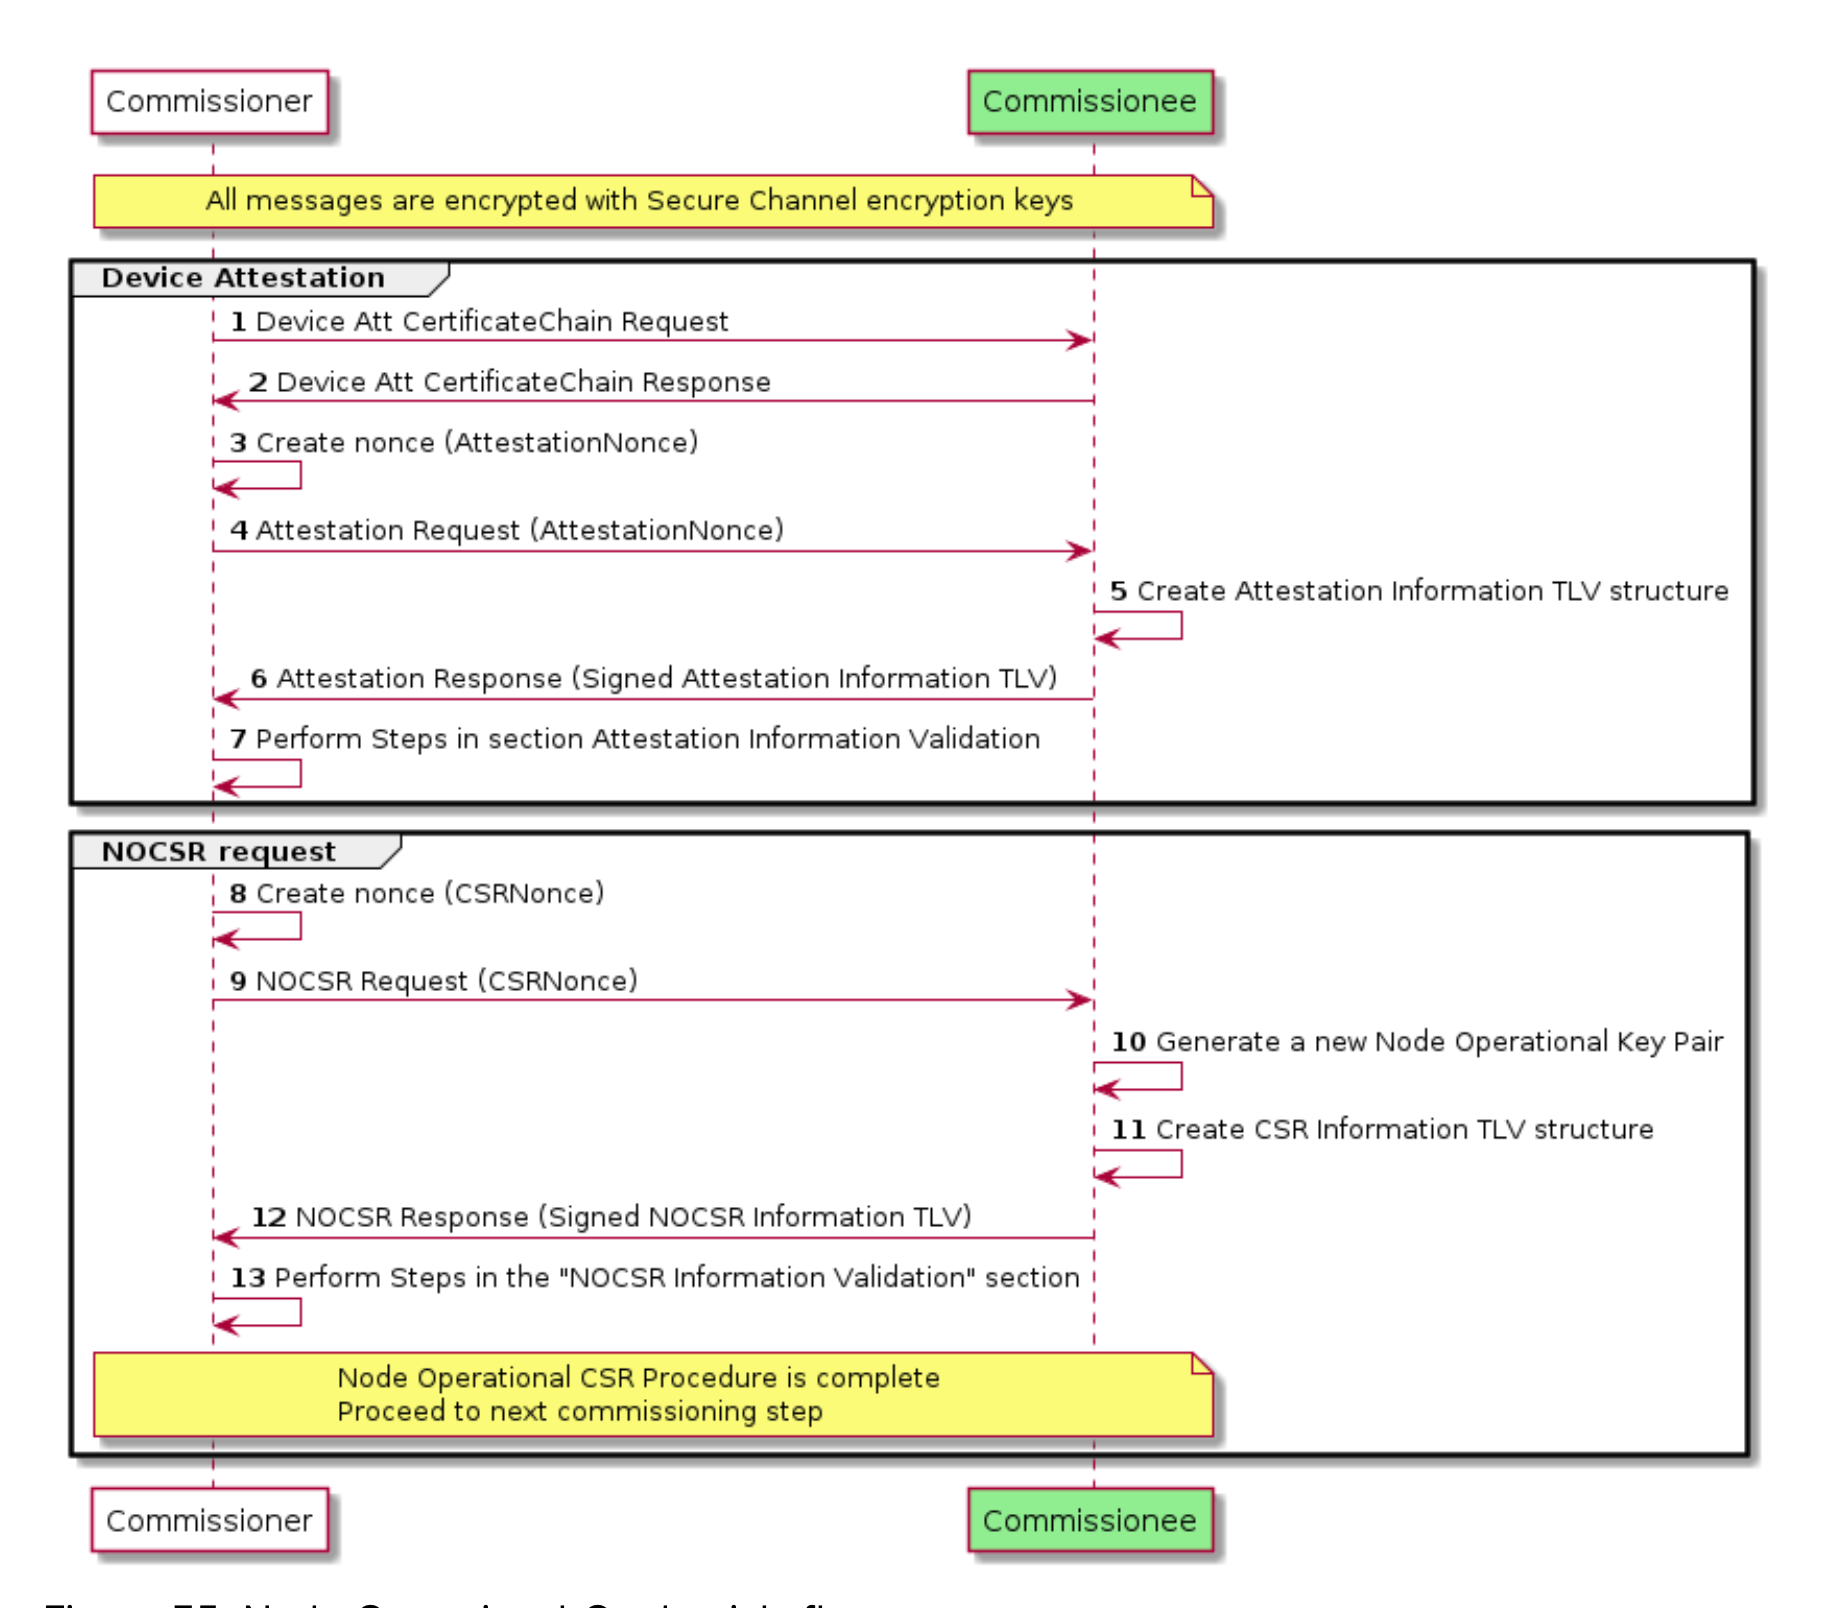 Commissioner
Commissionee
All messages are encrypted with Secure Channel encryption keys
Device Attestation
1 Device Att CertificateChain Request
2 Device Att CertificateChain Response
3 Create nonce (AttestationNonce)
4 Attestation Request (AttestationNonce)
5 Create Attestation Information TLV structure
6 Attestation Response (Signed Attestation Information TLV)
7 Perform Steps in section Attestation Information Validation
NOCSR request
8 Create nonce (CSRNonce)
9 NOCSR Request (CSRNonce)
10 Generate a new Node Operational Key Pair
11 Create CSR Information TLV structure
12 NOCSR Response (Signed NOCSR Information TLV)
13 Perform Steps in the "NOCSR Information Validation" section
Node Operational CSR Procedure is complete
Proceed to next commissioning step
Commissioner
Commissionee